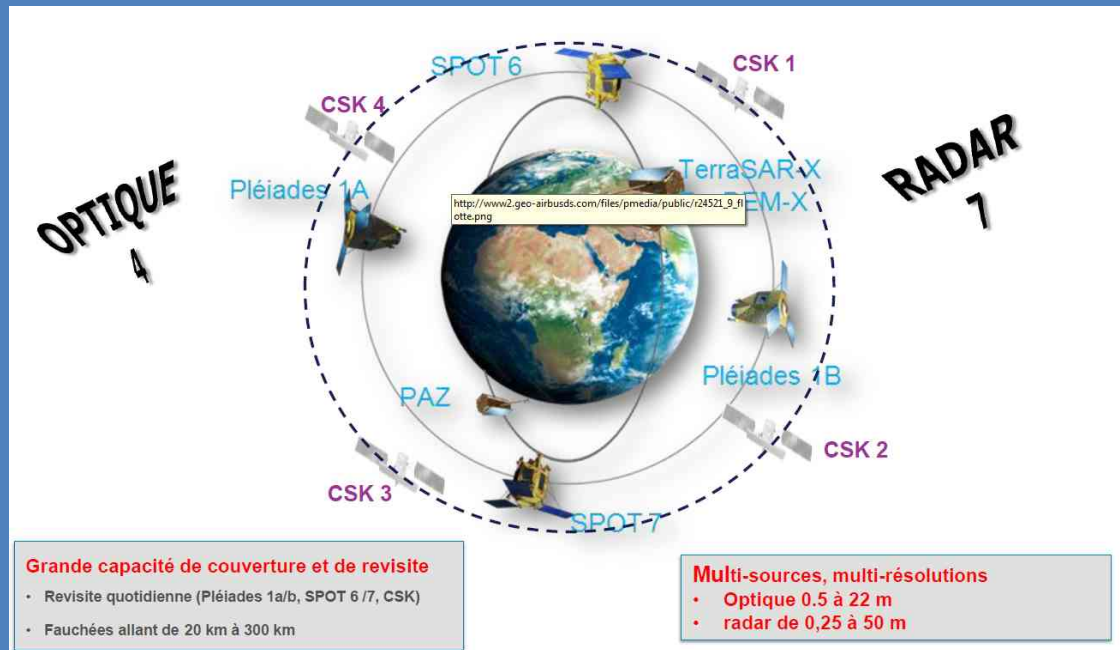 SPOT 6
CSK 1
CSK 4
OPTIQUE
4
RADAR
7
Pléiades 1A
TerraSAR-X
DEM-X
http://www2.geo-airbusds.com/files/pmedia/public/r24521_9_fl
otte.png
Pléiades 1B
PAZ
CSK 2
CSK 3
SPOT 7
Grande capacité de couverture et de revisite
• Revisite quotidienne (Pléiades 1a/b, SPOT 6 /7, CSK)
• Fauchées allant de 20 km à 300 km
Multi-sources, multi-résolutions
• Optique 0.5 à 22 m
• radar de 0,25 à 50 m